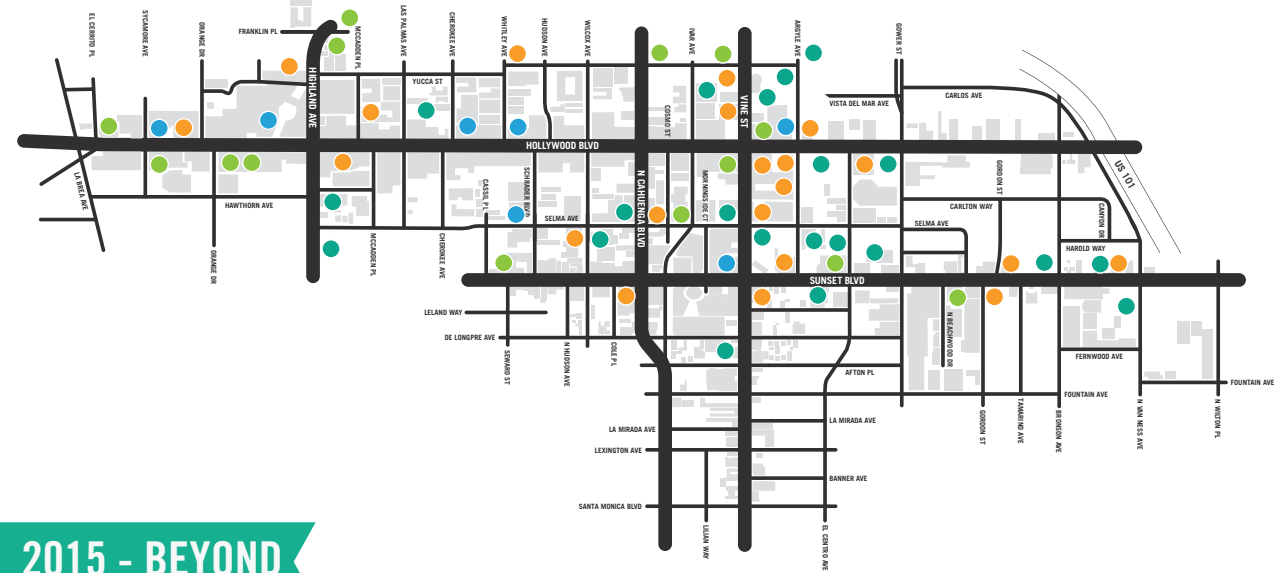 EL CERRITO PL
SYCAMORE AVE
ORANGE DR
FRANKLIN PL
MCCADDEN PL
LAS PALMAS AVE
CHEROKEE AVE
WHITLEY AVE
HUDSON AVE
WILCOX AVE
IVAR AVE
ARGYLE AVE
GOWER ST
HIGHLAND AVE
YUCCA ST
COSMO ST
VINE ST
VISTA DEL MAR AVE
CARLOS AVE
HOLLYWOOD BLVD
US 101
LA BREA AVE
HAWTHORN AVE
ORANGE DR
MCCADDEN PL
CHEROKEE AVE
CASSIL PL
SCHRADER BLVD
SELMA AVE
N CAHUENGA BLVD
MORNINGSIDE CT
GORDON ST
CARLTON WAY
SELMA AVE
CANYON DR
HAROLD WAY
SUNSET BLVD
LELAND WAY
DE LONGPRE AVE
SEWARD ST
N HUDSON AVE
COLE PL
N BEACHWOOD DR
AFTON PL
FERNWOOD AVE
FOUNTAIN AVE
FOUNTAIN AVE
GORDON ST
TAMARIND AVE
BRONSON AVE
N VAN NESS AVE
N WILTON PL
LA MIRADA AVE
LA MIRADA AVE
LEXINGTON AVE
BANNER AVE
SANTA MONICA BLVD
LILIAN WAY
EL CENTRO AVE
2015 - BEYOND